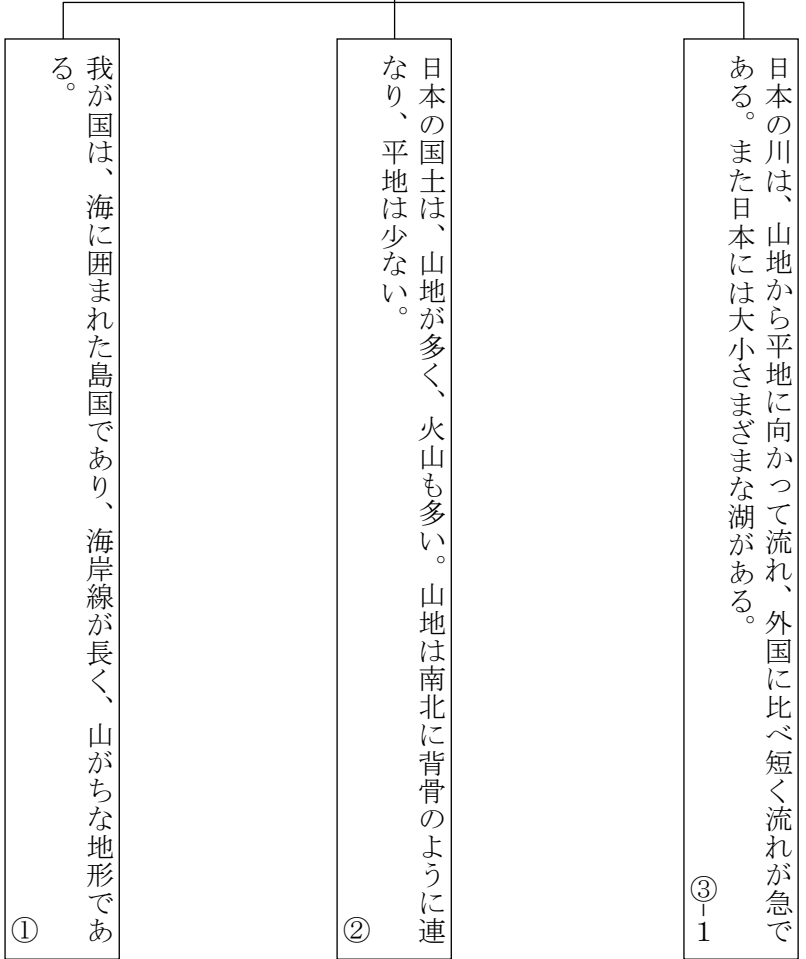 日本の川は、山地から平地に向かって流れ、外国に比べ短く流れが急で
ある。また日本には大小さまざまな湖がある。
③-1
日本の国土は、山地が多く、火山も多い。山地は南北に背骨のように連
なり、平地は少ない。
②
我が国は、海に囲まれた島国であり、海岸線が長く、山がちな地形であ
る。
①